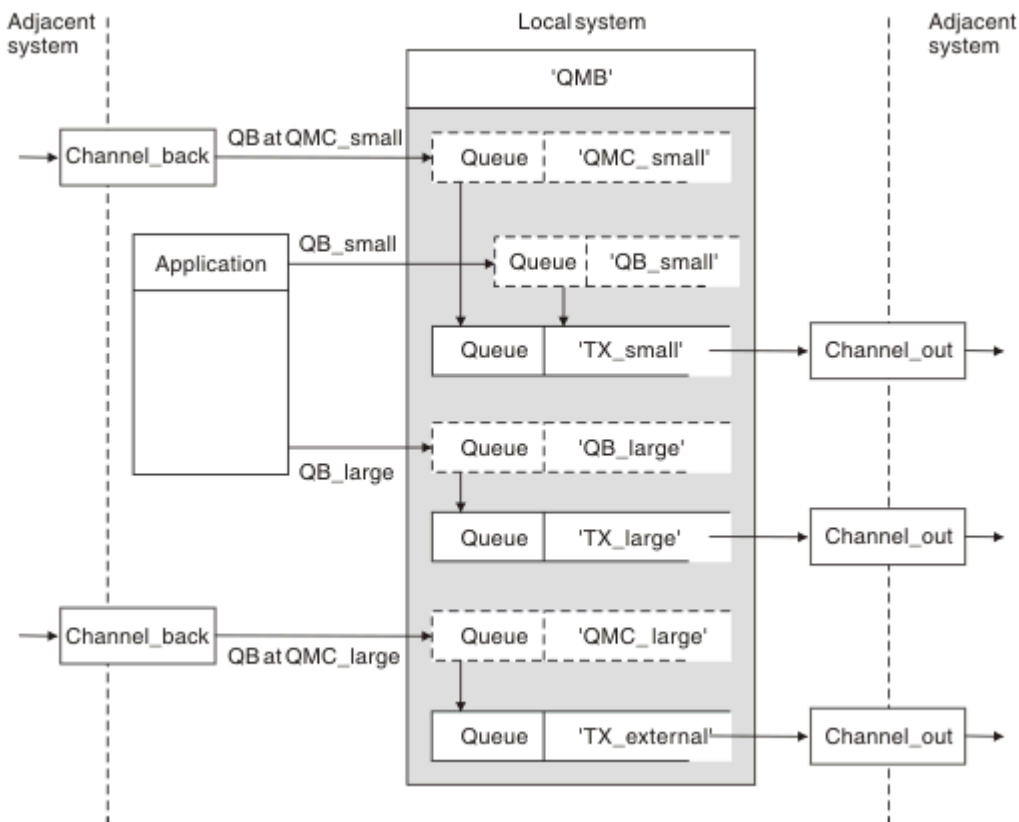 Adjacent
system
Local system
Adjacent
system
'QMB'
Channel_back
QB at QMC_small
Queue
'QMC_small'
Application
QB_small
Queue
'QB_small'
Queue
'TX_small'
Channel_out
QB_large
Queue
'QB_large'
Queue
'TX_large'
Channel_out
Channel_back
QB at QMC_large
Queue
'QMC_large'
Queue
'TX_external'
Channel_out